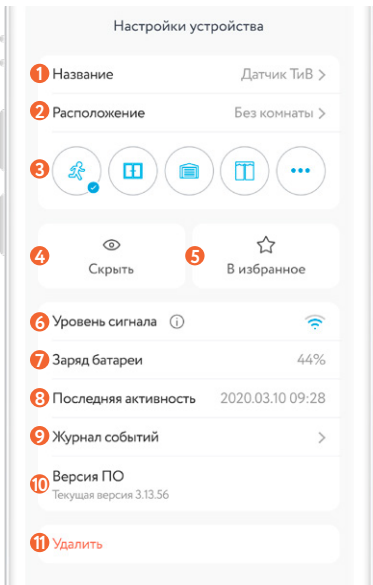 Настройки устройства
1 Название Датчик ТиВ >
2 Расположение Без комнаты >
3
4 Скрыть
5 В избранное
6 Уровень сигнала i
7 Заряд батареи 44%
8 Последняя активность 2020.03.10 09:28
9 Журнал событий >
10 Версия ПО
Текущая версия 3.13.56
11 Удалить